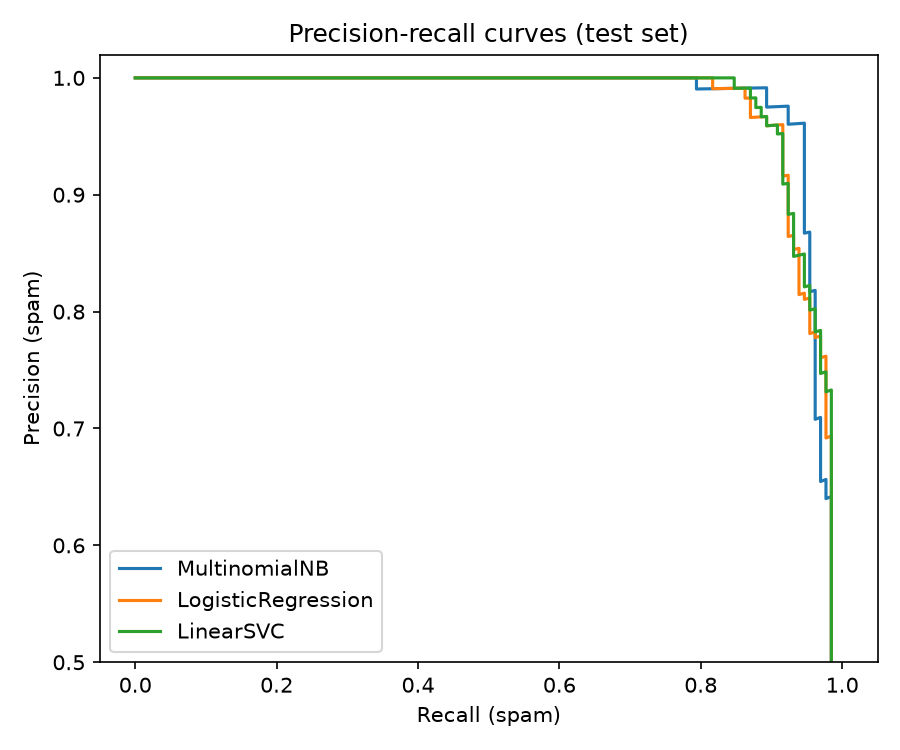 Precision-recall curves (test set)
1.0
0.9
0.8
0.7
0.6
0.5
Precision (spam)
MultinomialNB
LogisticRegression
LinearSVC
0.0 0.2 0.4 0.6 0.8 1.0
Recall (spam)